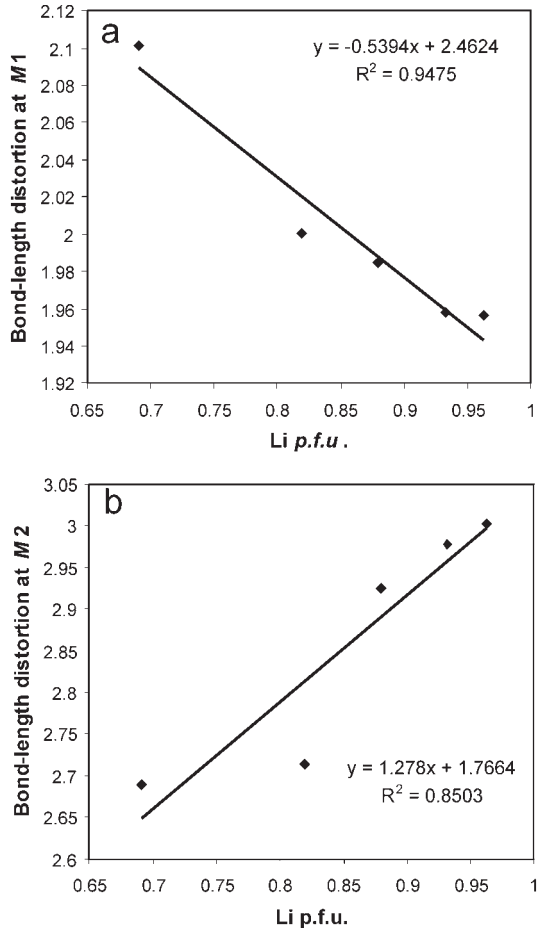 a
y = -0.5394x + 2.4624
R² = 0.9475
Bond-length distortion at M1
2.12
2.1
2.08
2.06
2.04
2.02
2
1.98
1.96
1.94
1.92
0.65 0.7 0.75 0.8 0.85 0.9 0.95 1
Li p.f.u .
b
Bond-length distortion at M2
3.05
3
2.95
2.9
2.85
2.8
2.75
2.7
2.65
2.6
y = 1.278x + 1.7664
R² = 0.8503
0.65 0.7 0.75 0.8 0.85 0.9 0.95 1
Li p.f.u.